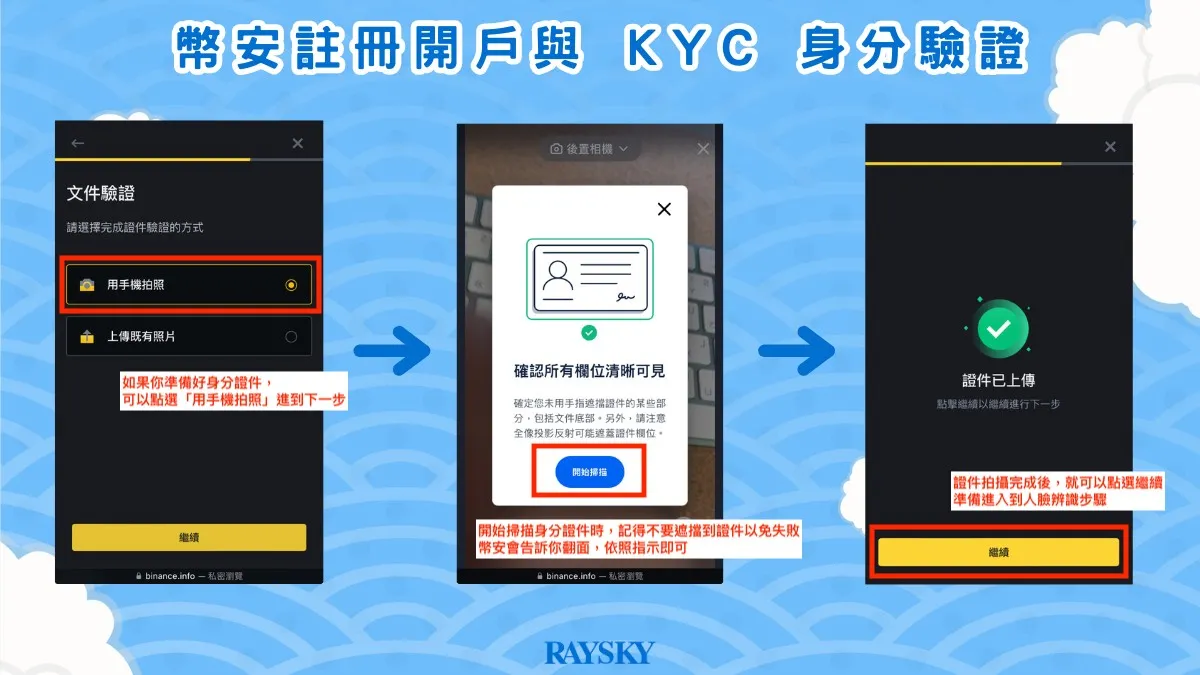 幣安註冊開戶與 KYC 身分驗證
文件驗證
請選擇完成證件驗證的方式
用手機拍照
上傳既有照片
如果你準備好身分證件，
可以點選「用手機拍照」進到下一步
繼續
binance.info — 私密瀏覽
後置相機
確認所有欄位清晰可見
確定您未用手指遮擋證件的某些部
分，包括文件底部。另外，請注意
全像投影反射可能遮蓋證件欄位。
開始掃描
開始掃描身分證件時，記得不要遮擋到證件以免失敗
幣安會告訴你翻面，依照指示即可
binance.info — 私密瀏覽
證件已上傳
點擊繼續以繼續進行下一步
證件拍攝完成後，就可以點選繼續
準備進入到人臉辨識步驟
繼續
RAYSKY